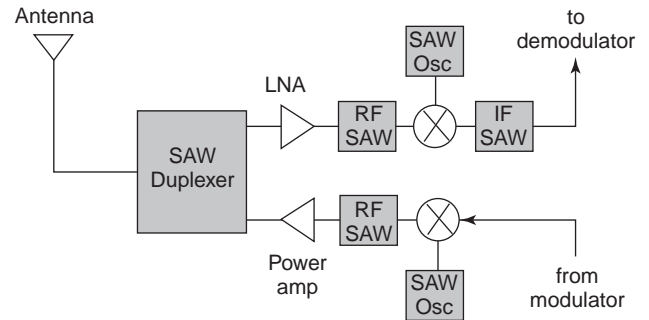 Antenna
to
demodulator
SAW
Osc
LNA
RF
SAW
IF
SAW
SAW
Duplexer
RF
SAW
Power
amp
SAW
Osc
from
modulator